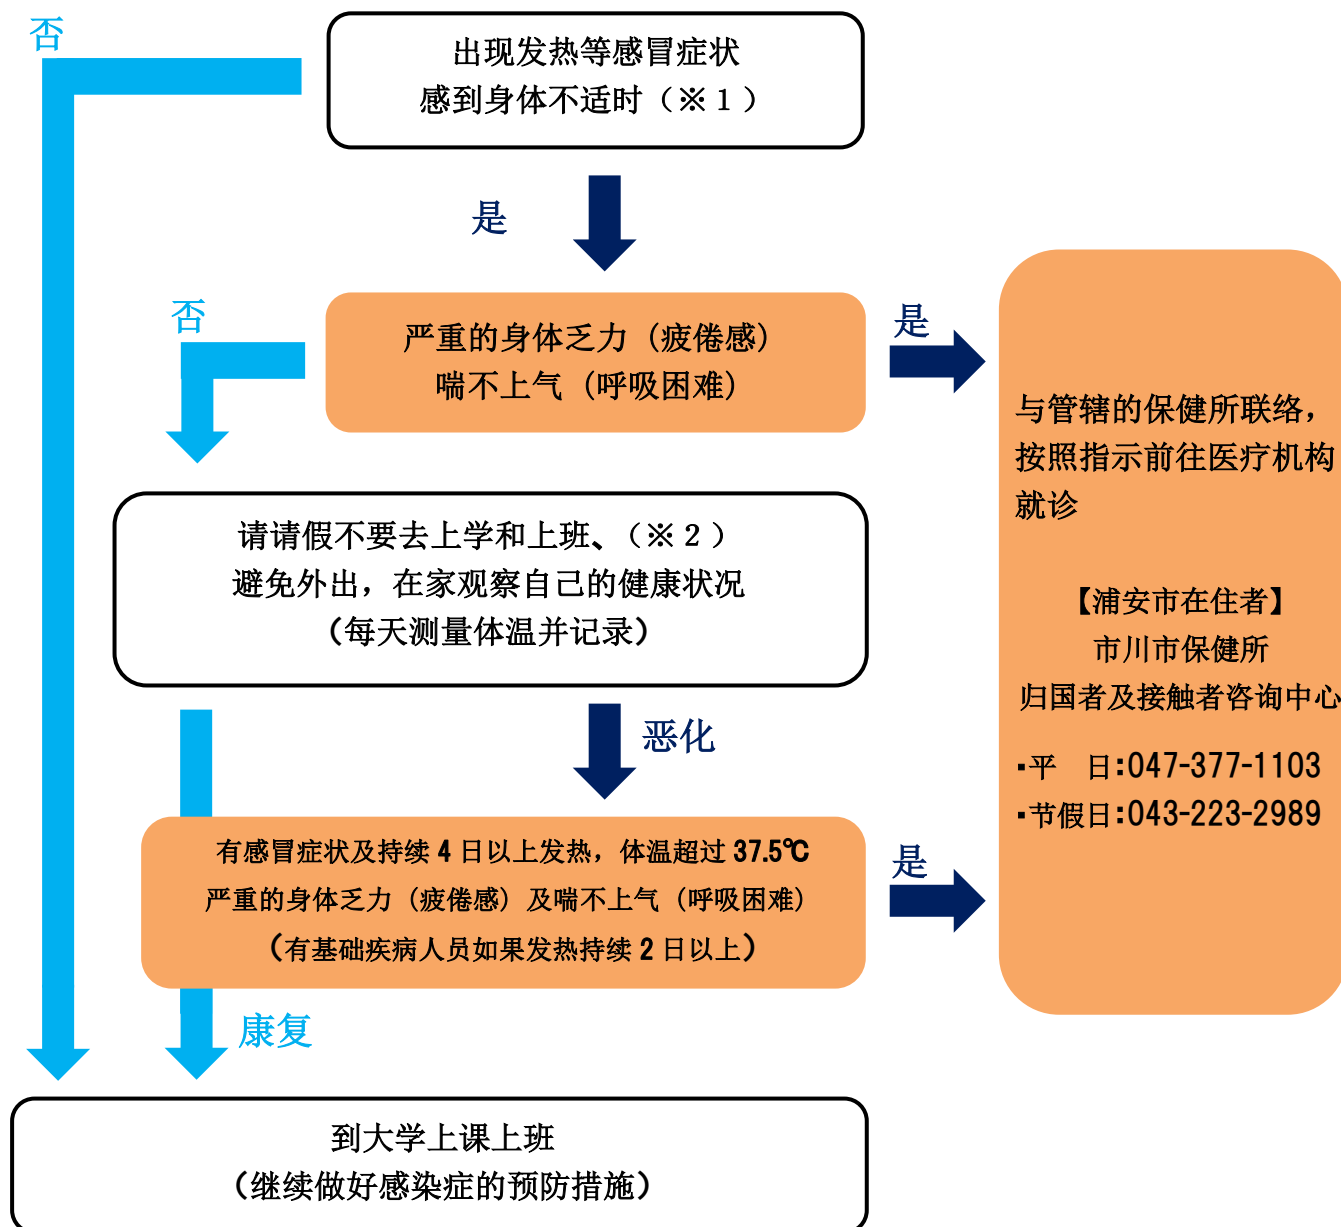 否
出现发热等感冒症状
感到身体不适时（※１）
是
否
严重的身体乏力（疲倦感）
喘不上气（呼吸困难）
是
与管辖的保健所联络，
按照指示前往医疗机构
就诊
【浦安市在住者】
市川市保健所
归国者及接触者咨询中心
▪平　日:047-377-1103
▪节假日:043-223-2989
请请假不要去上学和上班、（※２）
避免外出，在家观察自己的健康状况
（每天测量体温并记录）
恶化
有感冒症状及持续 4 日以上发热，体温超过 37.5℃
严重的身体乏力（疲倦感）及喘不上气（呼吸困难）
（有基础疾病人员如果发热持续 2 日以上）
是
康复
到大学上课上班
（继续做好感染症的预防措施）